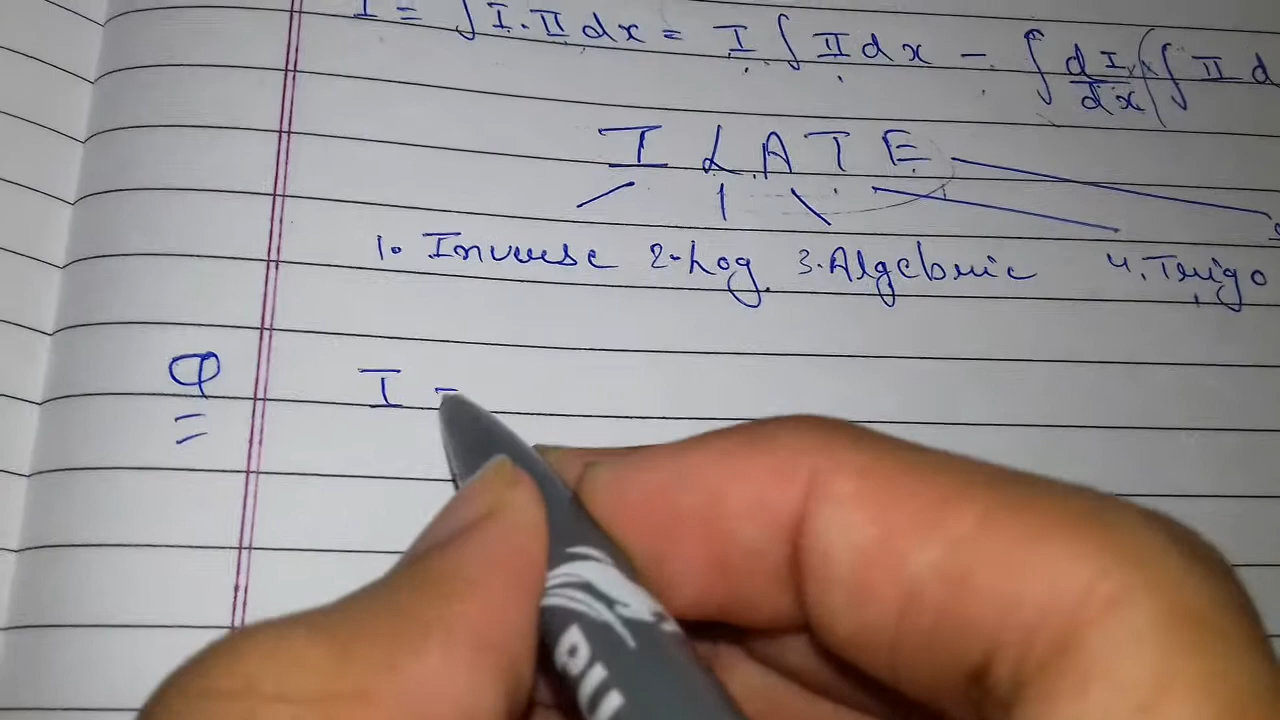 I = ∫ I . II dx = I ∫ II dx - ∫ dI/dx (∫ II d
I L A T E
1. Inverse 2. Log 3. Algebric 4. Trigo
Q I =